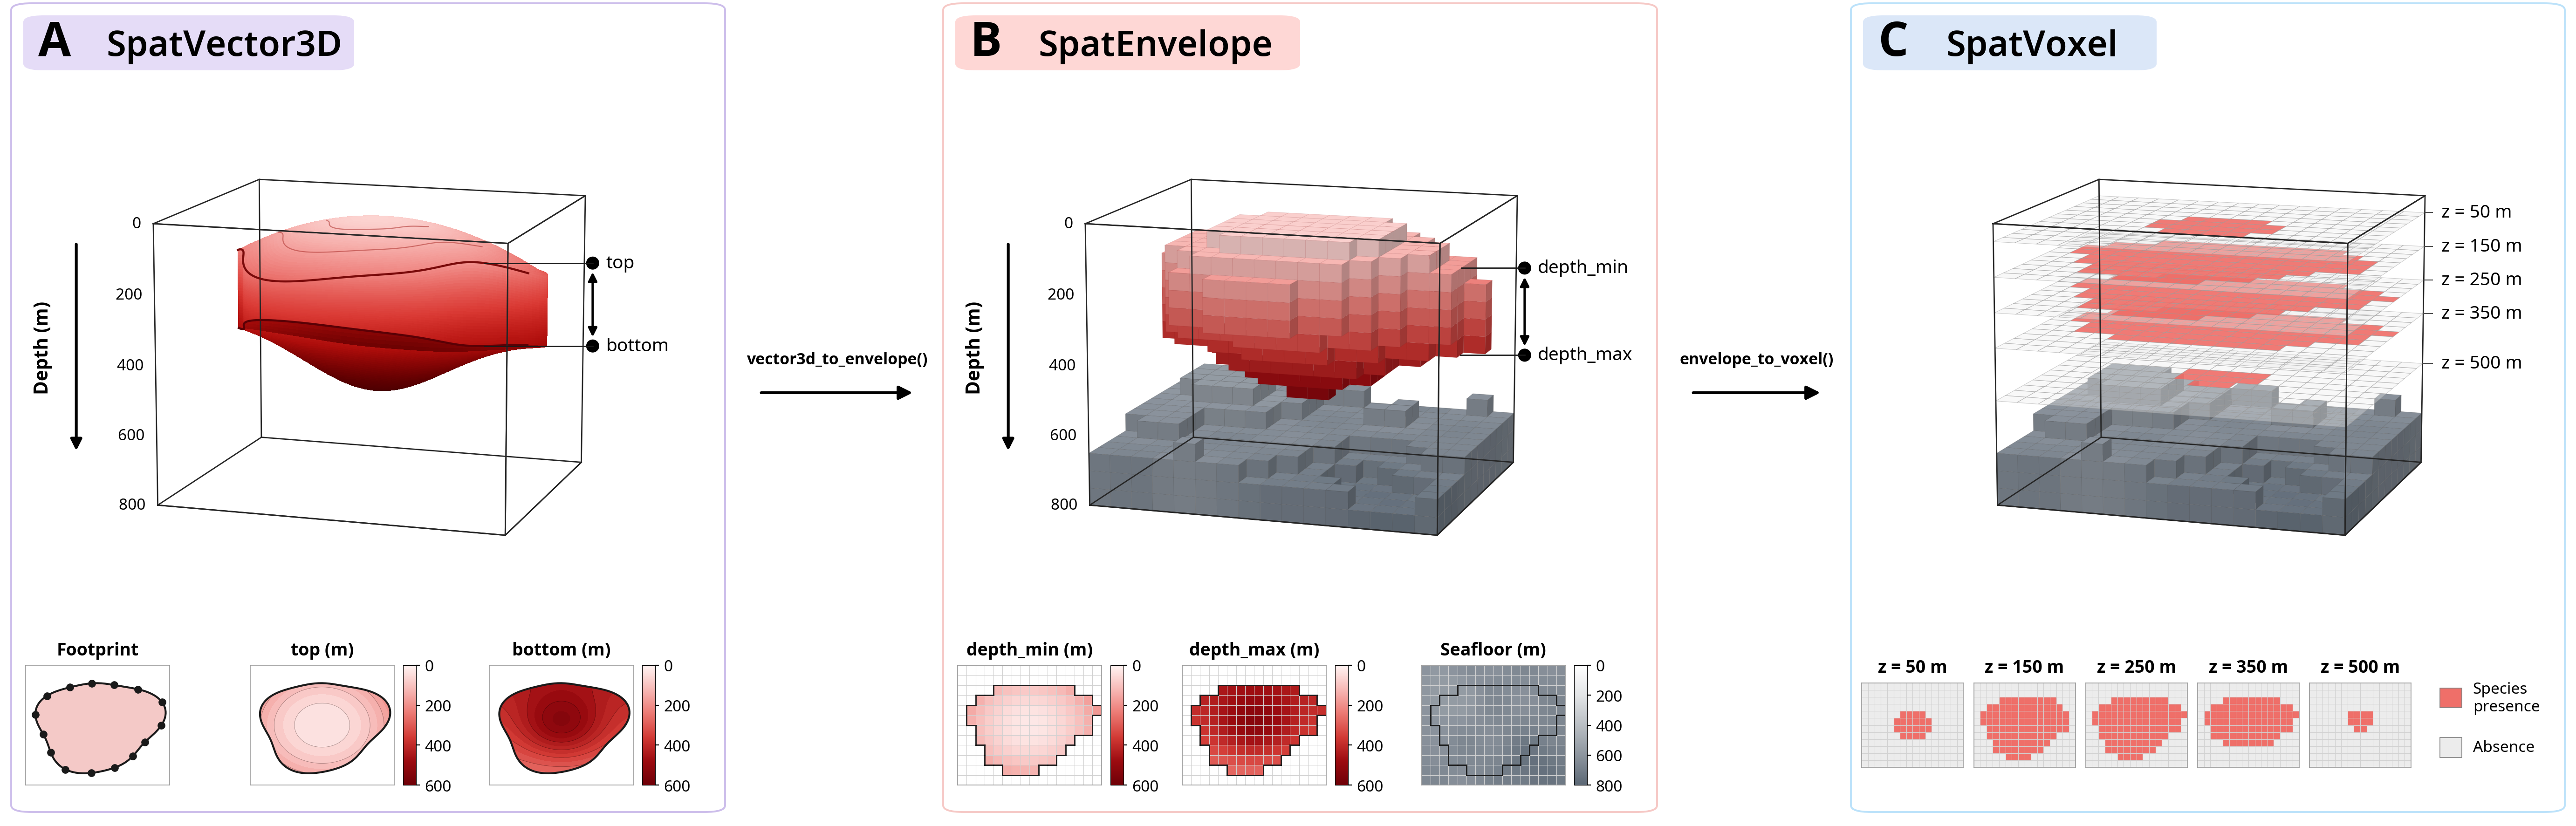 A SpatVector3D
0
200
400
600
800
Depth (m)
top
bottom
Footprint
top (m)
0
200
400
600
bottom (m)
0
200
400
600
vector3d_to_envelope()
B SpatEnvelope
0
200
400
600
800
Depth (m)
depth_min
depth_max
depth_min (m)
0
200
400
600
depth_max (m)
0
200
400
600
Seafloor (m)
0
200
400
600
800
envelope_to_voxel()
C SpatVoxel
z = 50 m
z = 150 m
z = 250 m
z = 350 m
z = 500 m
z = 50 m
z = 150 m
z = 250 m
z = 350 m
z = 500 m
Species
presence
Absence